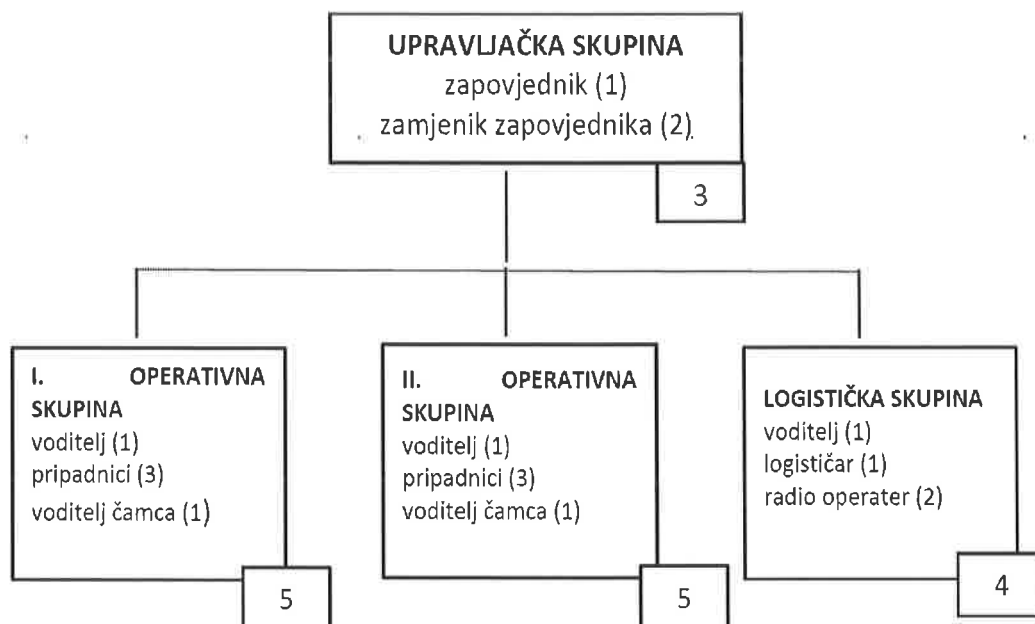 UPRAVLJAČKA SKUPINA
zapovjednik (1)
zamjenik zapovjednika (2)
3
I. OPERATIVNA
SKUPINA
voditelj (1)
pripadnici (3)
voditelj čamca (1)
5
II. OPERATIVNA
SKUPINA
voditelj (1)
pripadnici (3)
voditelj čamca (1)
5
LOGISTIČKA SKUPINA
voditelj (1)
logističar (1)
radio operater (2)
4